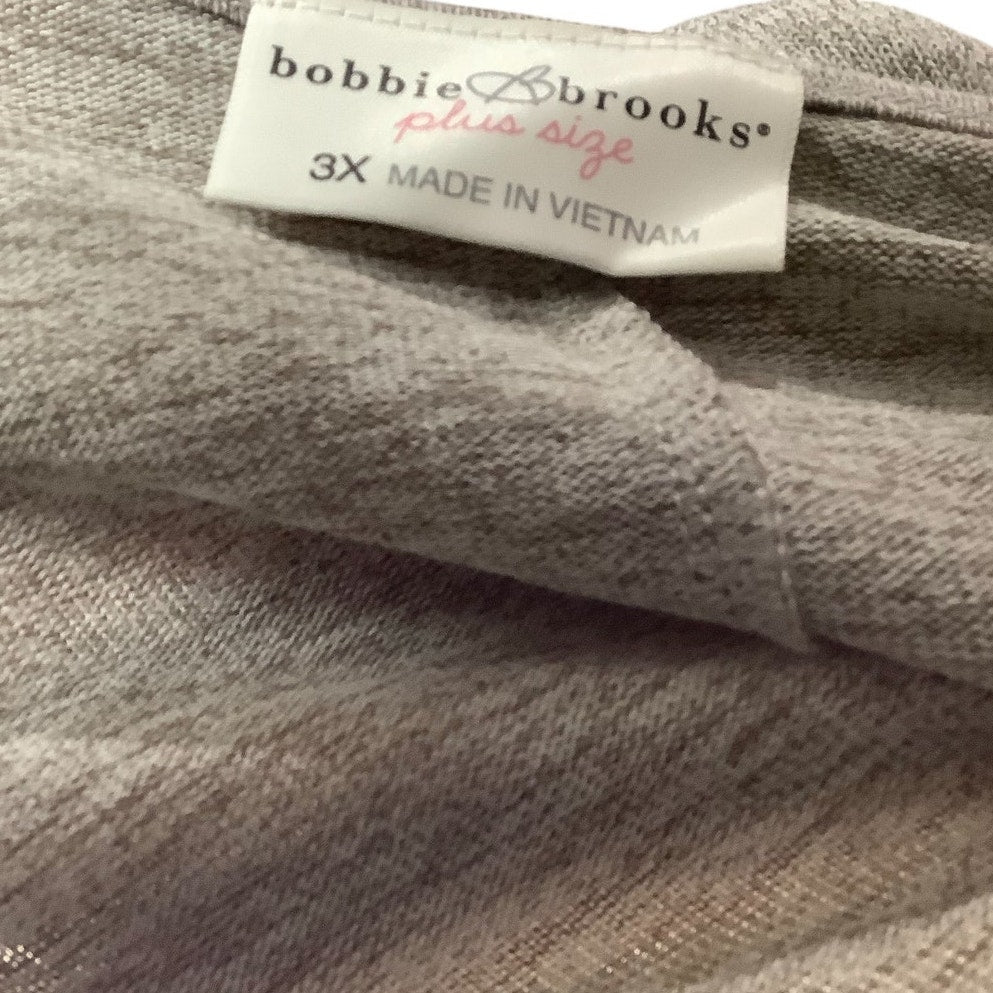 bobbie B brooks®
plus size
3X MADE IN VIETNAM